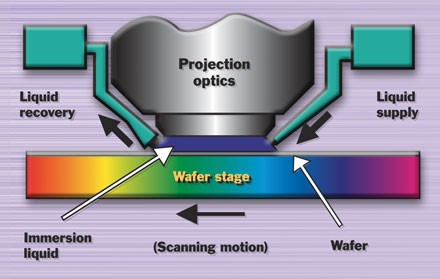 Projection
optics
Liquid
recovery
Liquid
supply
Wafer stage
Immersion
liquid
(Scanning motion)
Wafer